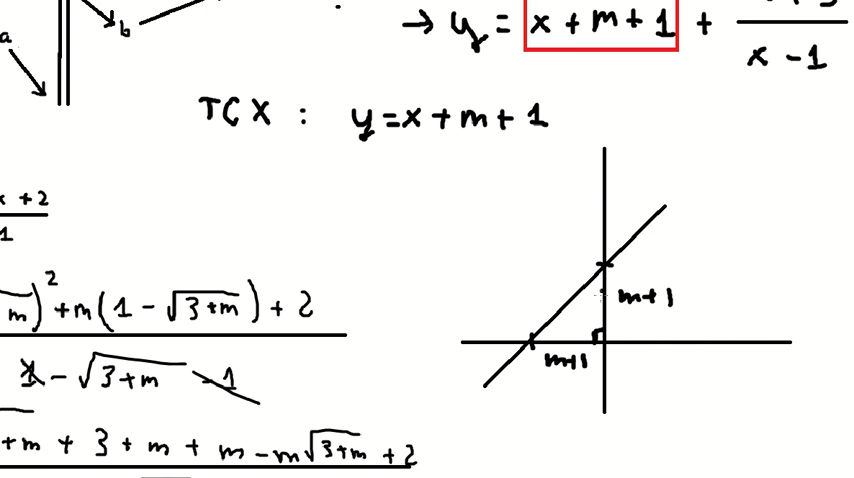 → y = x + m + 1 + / x - 1
a
b
TCX : y = x + m + 1
x + 2
1
m)² + m(1 - √3+m) + 2
1 - √3+m - 1
+m + 3 + m + m - m√3+m + 2
m+1
m+1